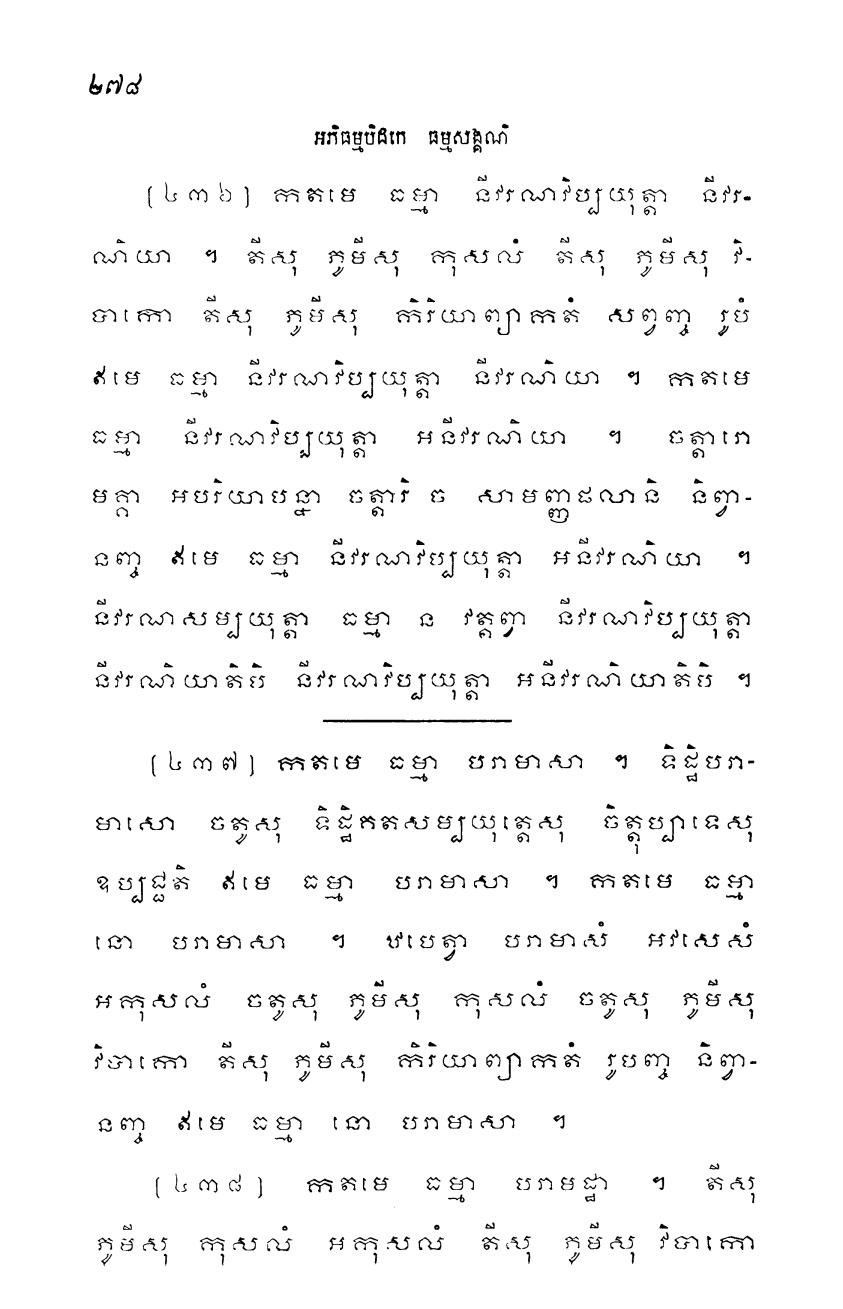 ២៧៨
អភិធម្មបិដកេ ធម្មសង្គណិ
(៤៣៦) កតមេ ធម្មា នីវរណវិប្បយុត្តា នីវរ-
ណិយា ។ តីសុ ភូមីសុ កុសលំ តីសុ ភូមីសុ វិ-
បាកោ តីសុ ភូមីសុ កិរិយាព្យាកតំ សព្វញ្ច រូបំ
ឥមេ ធម្មា នីវរណវិប្បយុត្តា នីវរណិយា ។ កតមេ
ធម្មា នីវរណវិប្បយុត្តា អនីវរណិយា ។ ចត្តារោ
មគ្គា អបរិយាបន្នា ចត្តារិ ច សាមញ្ញផលានិ និព្វា-
នញ្ច ឥមេ ធម្មា នីវរណវិប្បយុត្តា អនីវរណិយា ។
នីវរណសម្បយុត្តា ធម្មា ន វត្តព្វា នីវរណវិប្បយុត្តា
នីវរណិយាតិបិ នីវរណវិប្បយុត្តា អនីវរណិយាតិបិ ។
(៤៣៧) កតមេ ធម្មា បរាមាសា ។ ទិដ្ឋិបរា-
មាសោ ចតូសុ ទិដ្ឋិគតសម្បយុត្តេសុ ចិត្តុប្បាទេសុ
ឧប្បជ្ជតិ ឥមេ ធម្មា បរាមាសា ។ កតមេ ធម្មា
នោ បរាមាសា ។ ឋបេត្វា បរាមាសំ អវសេសំ
អកុសលំ ចតូសុ ភូមីសុ កុសលំ ចតូសុ ភូមីសុ
វិបាកោ តីសុ ភូមីសុ កិរិយាព្យាកតំ រូបញ្ច និព្វា-
នញ្ច ឥមេ ធម្មា នោ បរាមាសា ។
(៤៣៨) កតមេ ធម្មា បរាមដ្ឋា ។ តីសុ
ភូមីសុ កុសលំ អកុសលំ តីសុ ភូមីសុ វិបាកោ